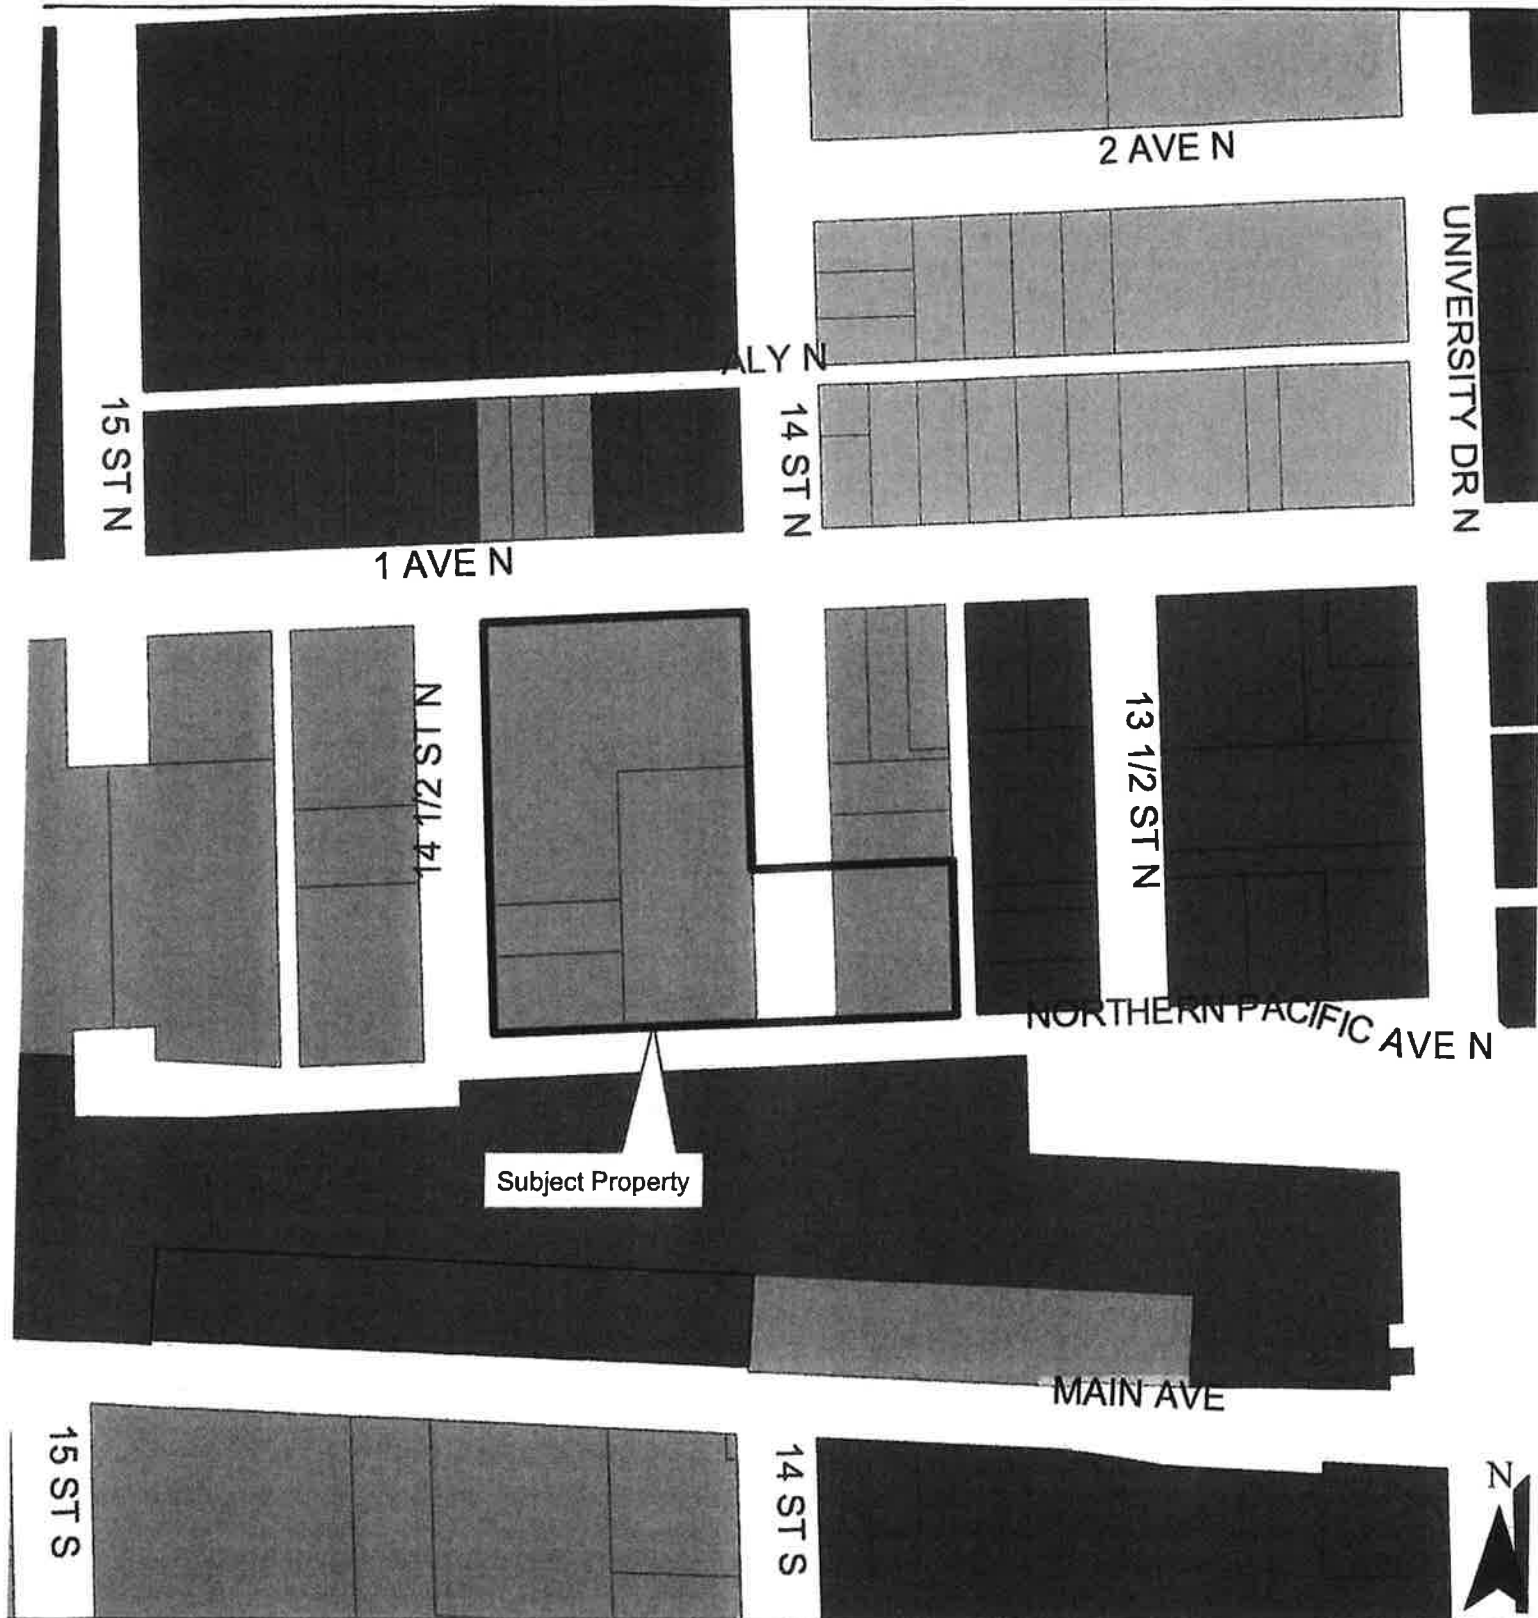 2 AVE N
UNIVERSITY DR N
ALY N
15 ST N
14 ST N
1 AVE N
14 1/2 ST N
13 1/2 ST N
NORTHERN PACIFIC AVE N
Subject Property
MAIN AVE
15 ST S
14 ST S
N